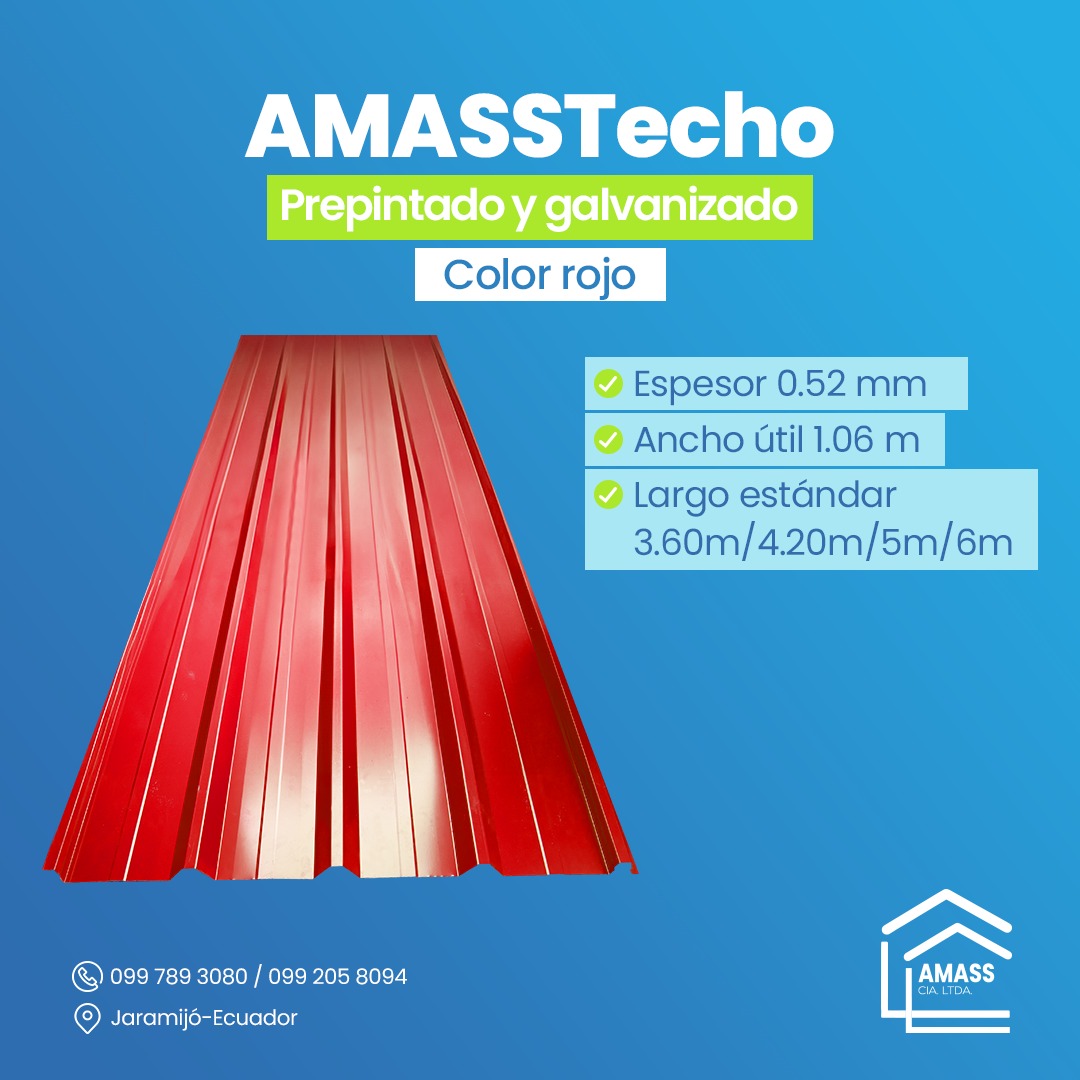 AMASSTecho
Prepintado y galvanizado
Color rojo
Espesor 0.52 mm
Ancho útil 1.06 m
Largo estándar
3.60m/4.20m/5m/6m
099 789 3080 / 099 205 8094
Jaramijó-Ecuador
AMASS
CIA. LTDA.